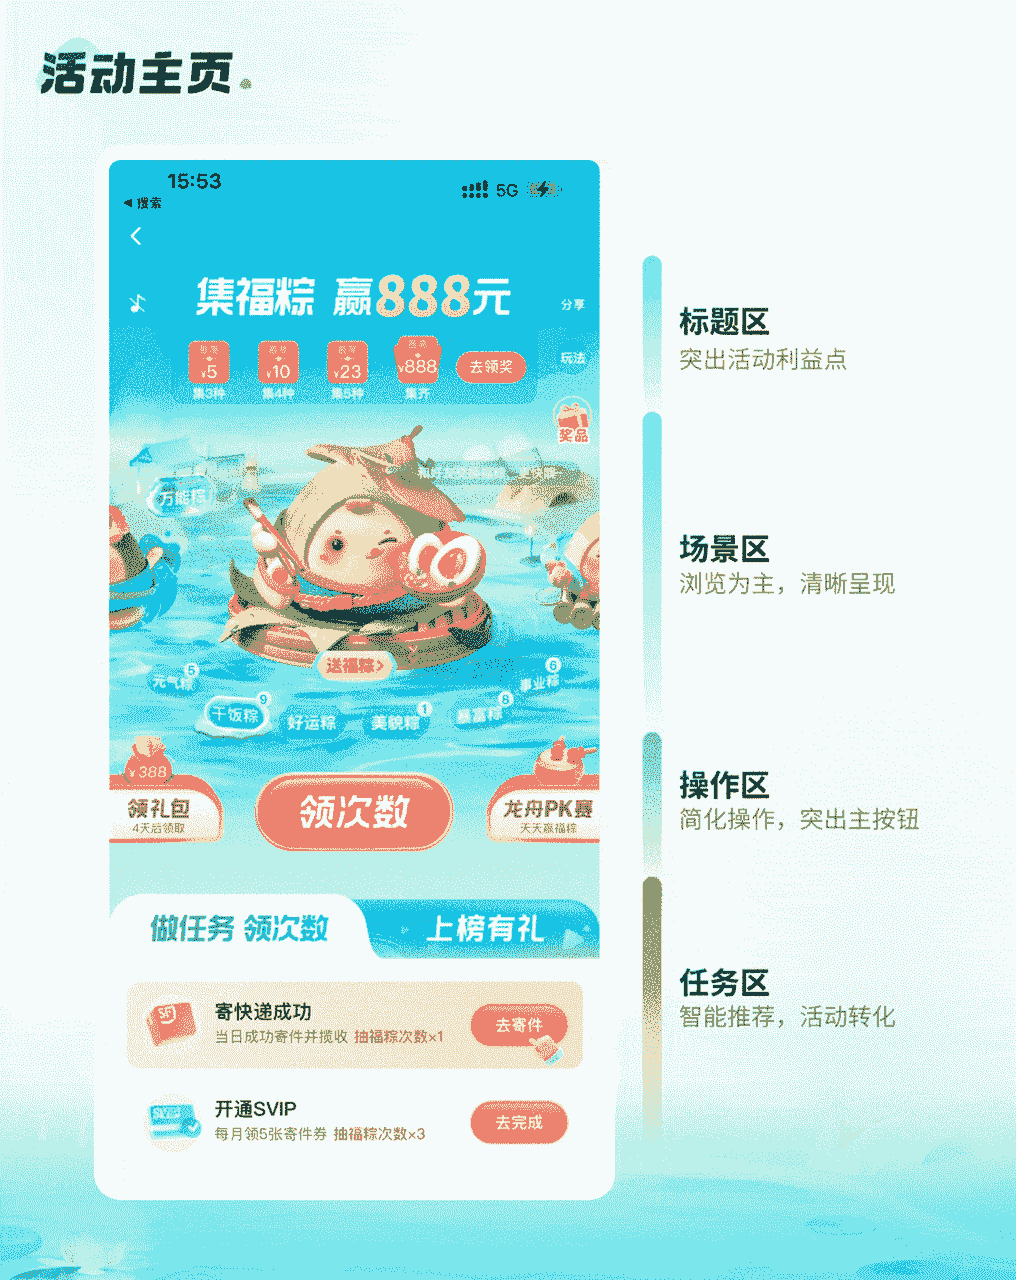 活动主页
15:53
5G
搜索
集福粽 赢888元
分享
玩法
¥5
¥10
¥23
¥888
去领奖
集3种
集4种
集5种
集齐
奖品
万能粽
送福粽>
元气粽
5
干饭粽
9
好运粽
美貌粽
1
暴富粽
8
事业粽
6
¥388
领礼包
4天后领取
领次数
龙舟PK赛
天天赢福粽
做任务 领次数
上榜有礼
SF
寄快递成功
当日成功寄件并揽收 抽福粽次数×1
去寄件
开通SVIP
每月领5张寄件券 抽福粽次数×3
去完成
标题区
突出活动利益点
场景区
浏览为主，清晰呈现
操作区
简化操作，突出主按钮
任务区
智能推荐，活动转化